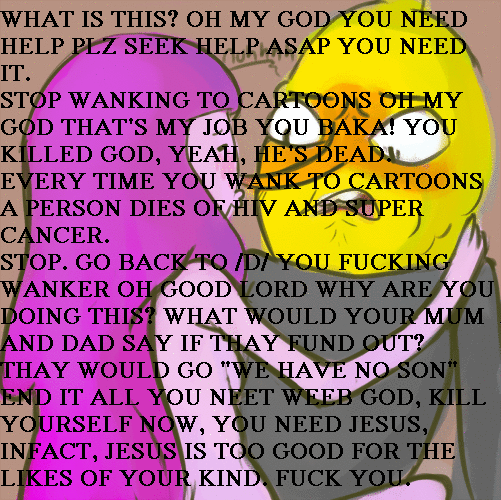 WHAT IS THIS? OH MY GOD YOU NEED
HELP PLZ SEEK HELP ASAP YOU NEED
IT.
STOP WANKING TO CARTOONS OH MY
GOD THAT'S MY JOB YOU BAKA! YOU
KILLED GOD, YEAH, HE'S DEAD.
EVERY TIME YOU WANK TO CARTOONS
A PERSON DIES OF HIV AND SUPER
CANCER.
STOP. GO BACK TO /D/ YOU FUCKING
WANKER OH GOOD LORD WHY ARE YOU
DOING THIS? WHAT WOULD YOUR MUM
AND DAD SAY IF THAY FUND OUT?
THAY WOULD GO "WE HAVE NO SON"
END IT ALL YOU NEET WEEB GOD, KILL
YOURSELF NOW, YOU NEED JESUS,
INFACT, JESUS IS TOO GOOD FOR THE
LIKES OF YOUR KIND. FUCK YOU.